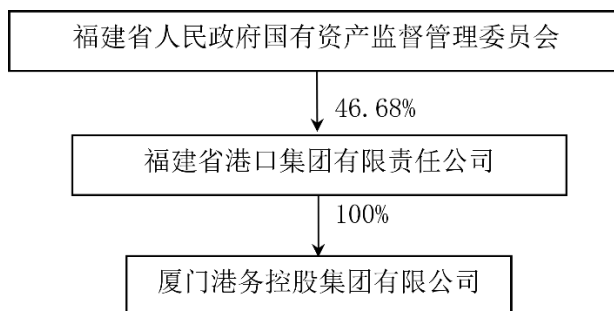 福建省人民政府国有资产监督管理委员会
46.68%
福建省港口集团有限责任公司
100%
厦门港务控股集团有限公司